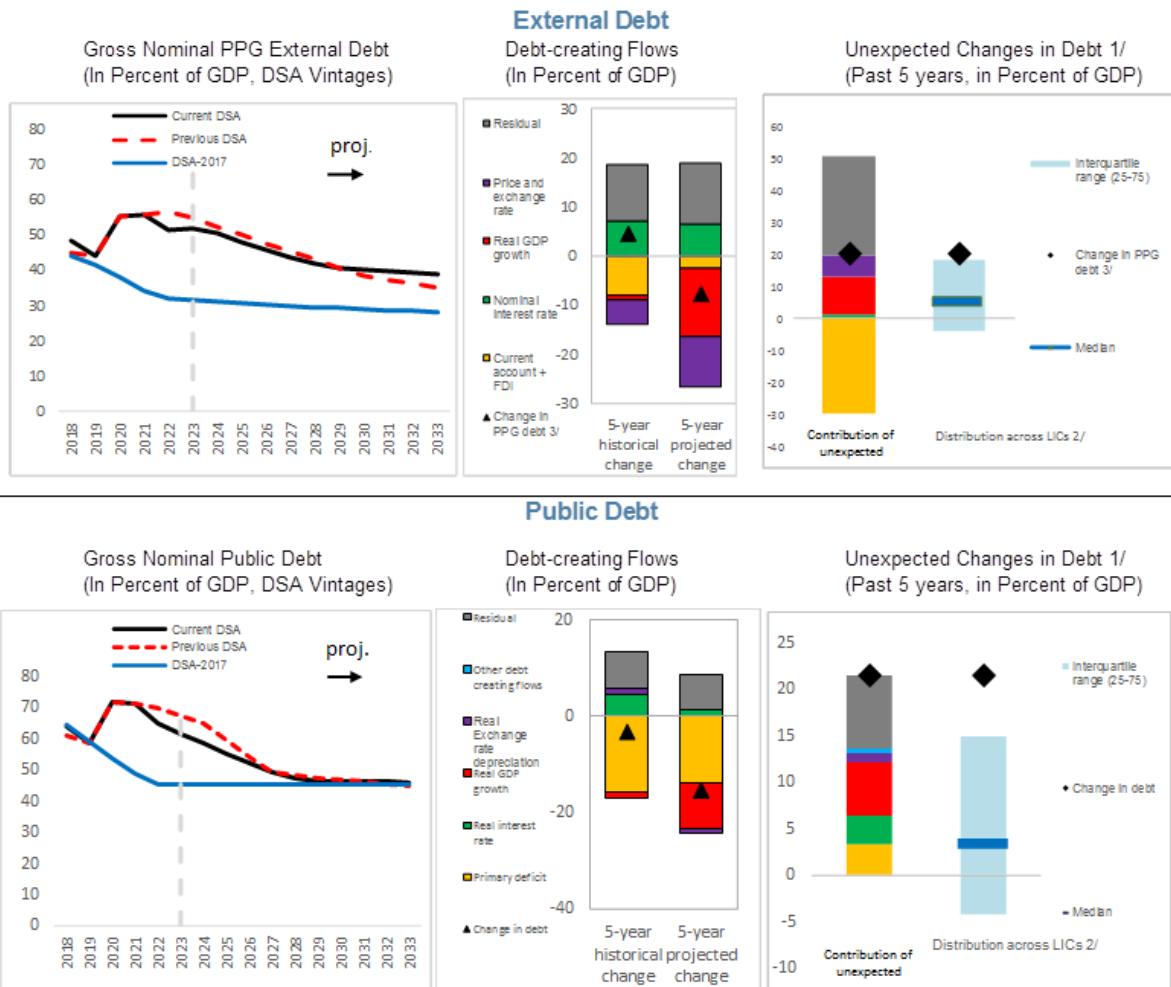 External Debt
Gross Nominal PPG External Debt
(In Percent of GDP, DSA Vintages)
Current DSA
Previous DSA
DSA-2017
proj.
80
70
60
50
40
30
20
10
0
2018
2019
2020
2021
2022
2023
2024
2025
2026
2027
2028
2029
2030
2031
2032
2033
Debt-creating Flows
(In Percent of GDP)
Residual
Price and
exchange
rate
Real GDP
growth
Nominal
interest rate
Current
account +
FDI
Change in
PPG debt 3/
30
20
10
0
-10
-20
-30
5-year
historical
change
5-year
projected
change
Unexpected Changes in Debt 1/
(Past 5 years, in Percent of GDP)
60
50
40
30
20
10
0
-10
-20
-30
-40
Contribution of
unexpected
Distribution across LICs 2/
Interquartile
range (25-75)
Change in PPG
debt 3/
Median
Public Debt
Gross Nominal Public Debt
(In Percent of GDP, DSA Vintages)
Current DSA
Previous DSA
DSA-2017
proj.
80
70
60
50
40
30
20
10
0
2018
2019
2020
2021
2022
2023
2024
2025
2026
2027
2028
2029
2030
2031
2032
2033
Debt-creating Flows
(In Percent of GDP)
Residual
Other debt
creating flows
Real
Exchange
rate
depreciation
Real GDP
growth
Real interest
rate
Primary deficit
Change in debt
20
0
-20
-40
5-year
historical
change
5-year
projected
change
Unexpected Changes in Debt 1/
(Past 5 years, in Percent of GDP)
25
20
15
10
5
0
-5
-10
Contribution of
unexpected
Distribution across LICs 2/
Interquartile
range (25-75)
Change in debt
Median